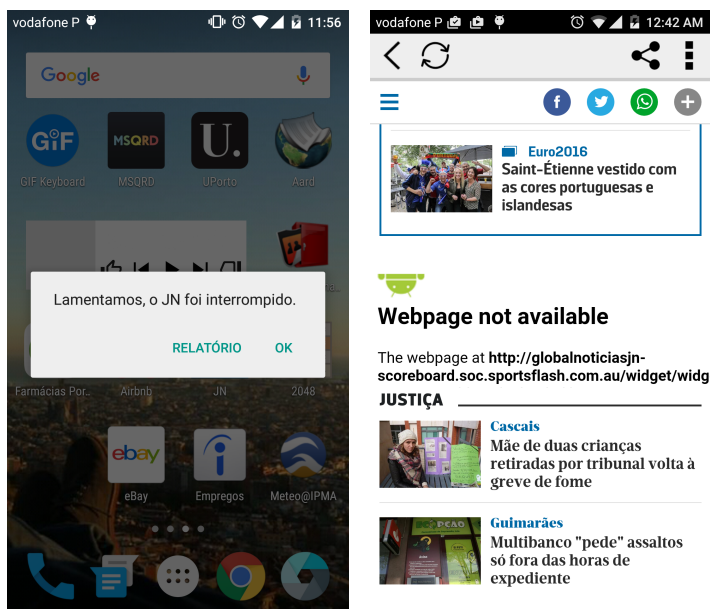 vodafone P
11:56
Google
GIF
MSQRD
U.
GIF Keyboard
MSQRD
UPorto
Aard
Lamentamos, o JN foi interrompido.
RELATÓRIO
OK
Farmácias Por..
Airbnb
JN
2048
ebay
eBay
Empregos
Meteo@IPMA
vodafone P
12:42 AM
Euro2016
Saint-Étienne vestido com
as cores portuguesas e
islandesas
Webpage not available
The webpage at http://globalnoticiasjn-
scoreboard.soc.sportsflash.com.au/widget/widg
JUSTIÇA
Cascais
Mãe de duas crianças
retiradas por tribunal volta à
greve de fome
Guimarães
Multibanco "pede" assaltos
só fora das horas de
expediente